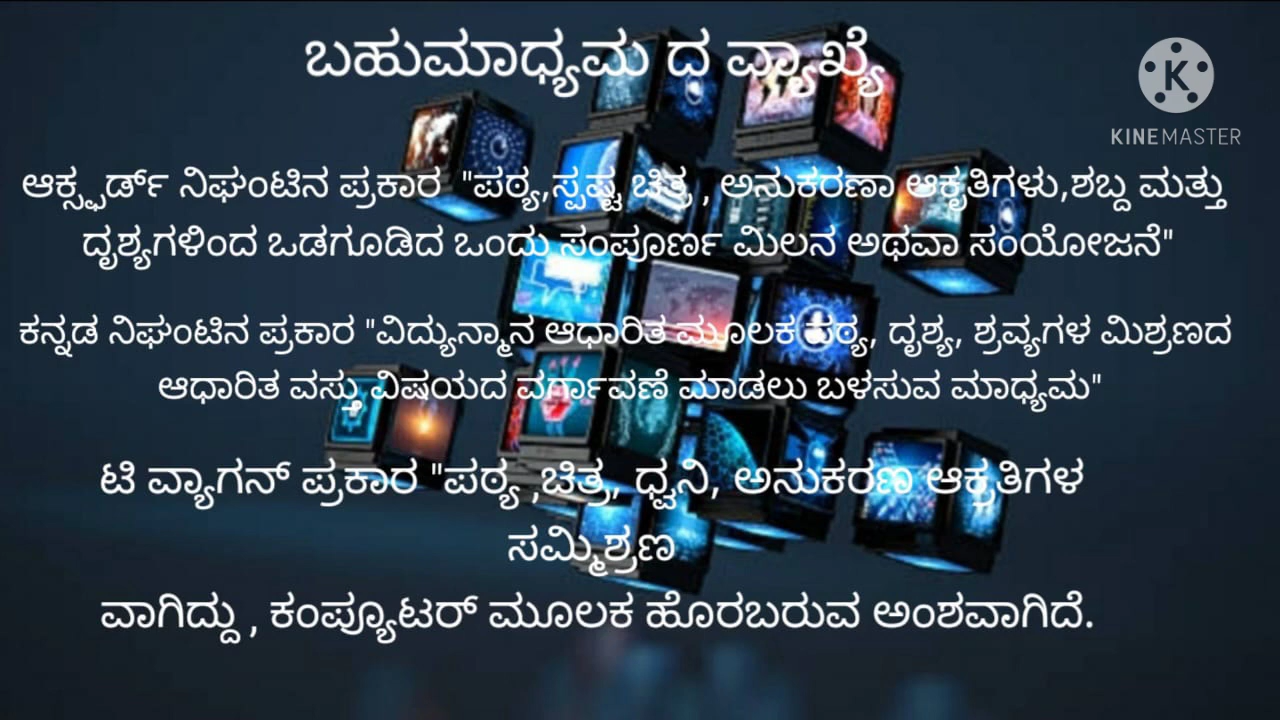 ಬಹುಮಾಧ್ಯಮ ದ ವ್ಯಾಖ್ಯೆ
KINEMASTER
ಆಕ್ಸ್ಫರ್ಡ್ ನಿಘಂಟಿನ ಪ್ರಕಾರ "ಪಠ್ಯ,ಸ್ಪಷ್ಟ ಚಿತ್ರ , ಅನುಕರಣಾ ಆಕೃತಿಗಳು,ಶಬ್ದ ಮತ್ತು
ದೃಶ್ಯಗಳಿಂದ ಒಡಗೂಡಿದ ಒಂದು ಸಂಪೂರ್ಣ ಮಿಲನ ಅಥವಾ ಸಂಯೋಜನೆ"
ಕನ್ನಡ ನಿಘಂಟಿನ ಪ್ರಕಾರ "ವಿದ್ಯುನ್ಮಾನ ಆಧಾರಿತ ಮೂಲಕ ಪಠ್ಯ, ದೃಶ್ಯ, ಶ್ರವ್ಯಗಳ ಮಿಶ್ರಣದ
ಆಧಾರಿತ ವಸ್ತು ವಿಷಯದ ವರ್ಗಾವಣೆ ಮಾಡಲು ಬಳಸುವ ಮಾಧ್ಯಮ"
ಟಿ ವ್ಯಾಗನ್ ಪ್ರಕಾರ "ಪಠ್ಯ ,ಚಿತ್ರ, ಧ್ವನಿ, ಅನುಕರಣ ಆಕ್ರತಿಗಳ
ಸಮ್ಮಿಶ್ರಣ
ವಾಗಿದ್ದು , ಕಂಪ್ಯೂಟರ್ ಮೂಲಕ ಹೊರಬರುವ ಅಂಶವಾಗಿದೆ.